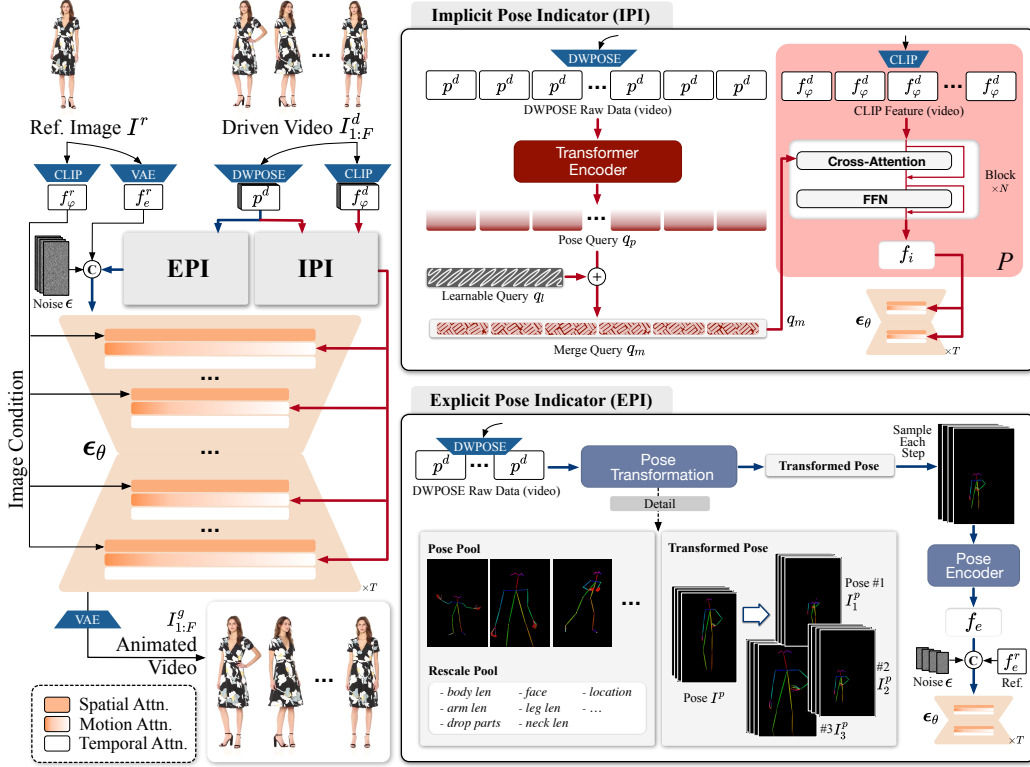 Ref. Image I^r
Driven Video I^d_{1:F}
CLIP
VAE
DWPOSE
CLIP
f^r_φ
f^r_e
p^d
f^d_φ
EPI
IPI
C
Noise ϵ
Image Condition
...
...
ϵ_θ
...
...
×T
VAE
I^g_{1:F}
Animated
Video
...
...
Spatial Attn.
Motion Attn.
Temporal Attn.
Implicit Pose Indicator (IPI)
DWPOSE
p^d p^d p^d ... p^d p^d p^d
DWPOSE Raw Data (video)
Transformer
Encoder
...
Pose Query q_p
Learnable Query q_l
+
Merge Query q_m
q_m
CLIP
f^d_φ f^d_φ f^d_φ ... f^d_φ
CLIP Feature (video)
Cross-Attention
FFN
Block
×N
f_i
P
ϵ_θ
×T
Explicit Pose Indicator (EPI)
DWPOSE
p^d ... p^d
DWPOSE Raw Data (video)
Pose
Transformation
Transformed Pose
Sample
Each
Step
Detail
Pose Pool
...
Rescale Pool
- body len - face - location
- arm len - leg len - ...
- drop parts - neck len
Transformed Pose
Pose I^p
Pose #1
I^p_1
#2
I^p_2
#3 I^p_3
Pose
Encoder
f_e
C
Noise ϵ
f^r_e
Ref.
ϵ_θ
×T